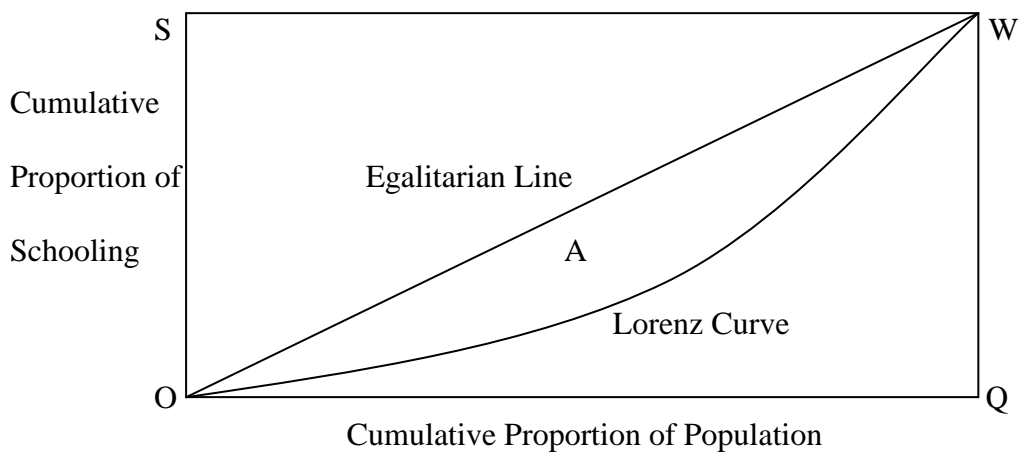 S
W
Cumulative
Proportion of
Egalitarian Line
Schooling
A
Lorenz Curve
O
Q
Cumulative Proportion of Population